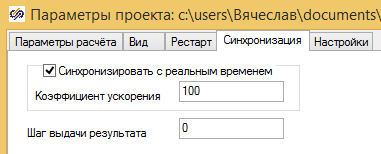 Параметры проекта: c:\users\Вячеслав\documents\
Параметры расчёта Вид Рестарт Синхронизация Настройки
Синхронизировать с реальным временем
Коэффициент ускорения 100
Шаг выдачи результата 0